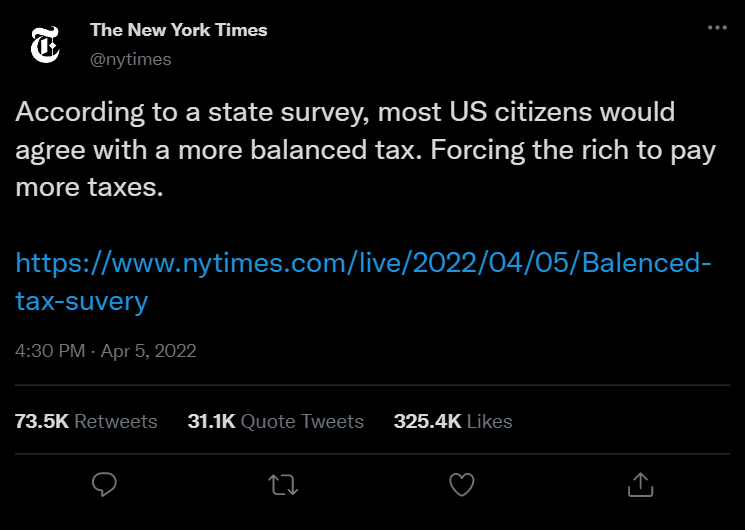 The New York Times
@nytimes
According to a state survey, most US citizens would
agree with a more balanced tax. Forcing the rich to pay
more taxes.
https://www.nytimes.com/live/2022/04/05/Balenced-
tax-suvery
4:30 PM · Apr 5, 2022
73.5K Retweets 31.1K Quote Tweets 325.4K Likes